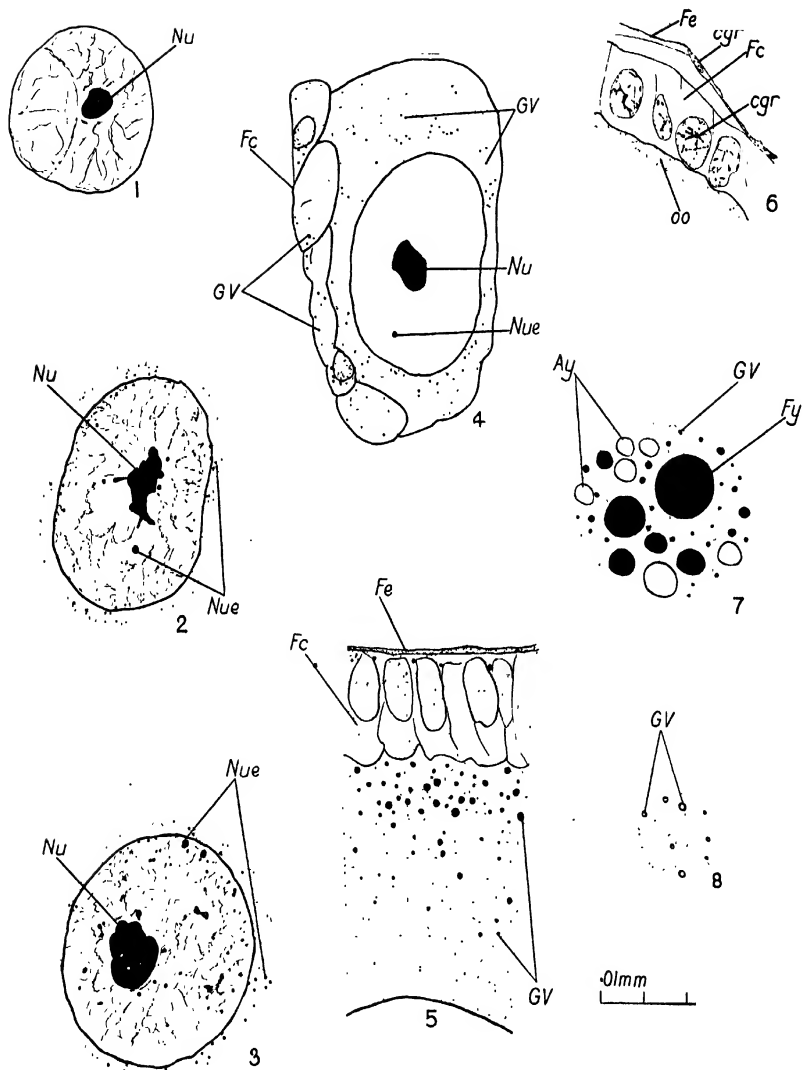 Nu
1
Fc
GV
GV
Nu
Nue
4
Fe
cgr
Fc
cgr
oo
6
Nu
Nue
2
Ay
GV
Fy
7
Fe
Fc
GV
5
Nue
Nu
3
GV
8
·01mm